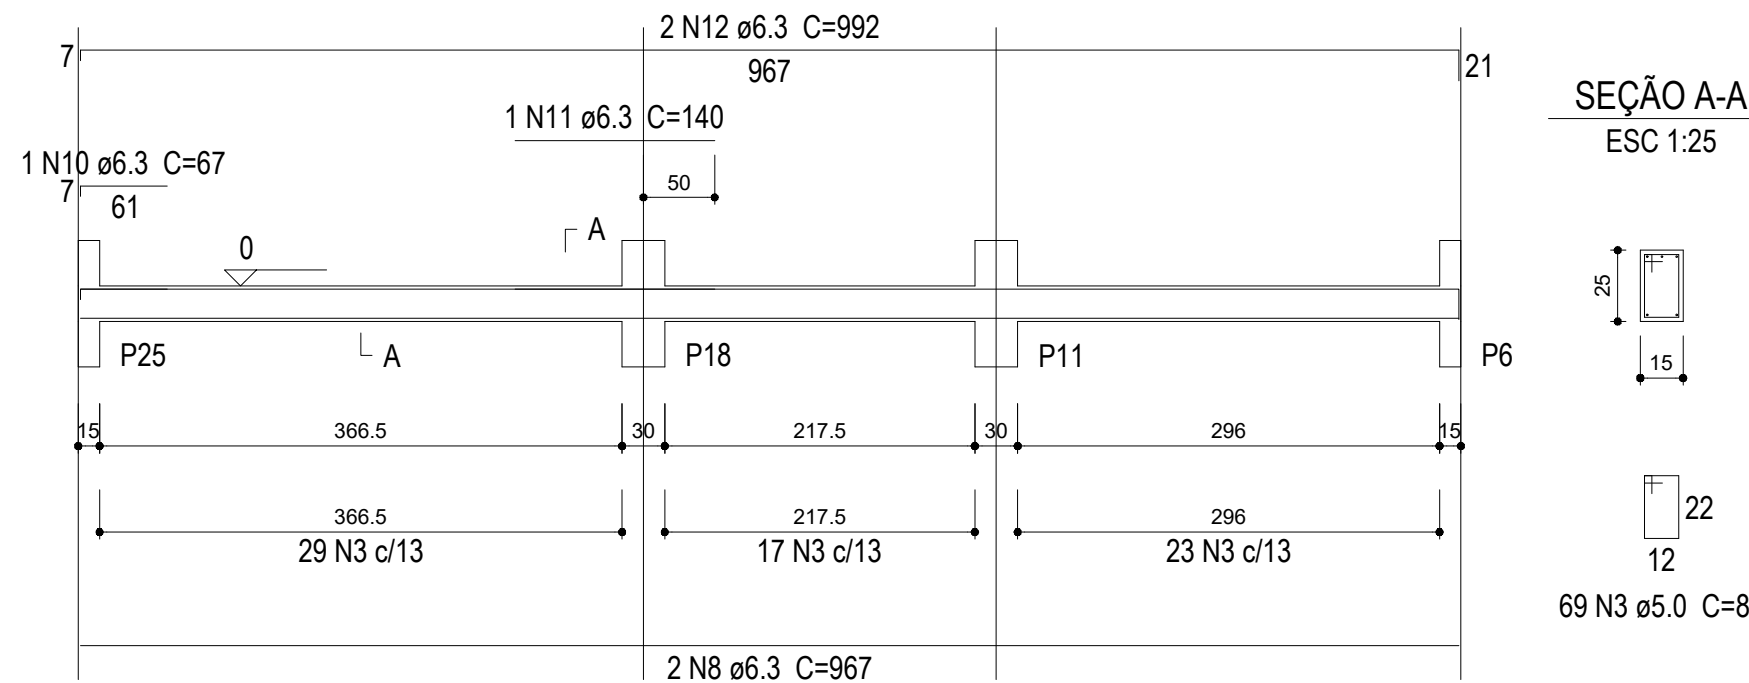 2 N12 ø6.3 C=992
7
967
21
SEÇÃO A-A
ESC 1:25
1 N11 ø6.3 C=140
1 N10 ø6.3 C=67
7
61
50
A
0
25
15
P25
A
P18
P11
P6
15
366.5
30
217.5
30
296
15
366.5
217.5
296
29 N3 c/13
17 N3 c/13
23 N3 c/13
22
12
69 N3 ø5.0 C=8
2 N8 ø6.3 C=967